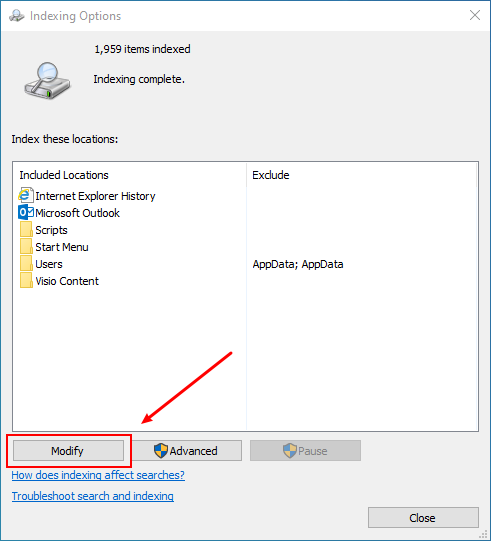 Indexing Options
1,959 items indexed
Indexing complete.
Index these locations:
Included Locations Exclude
Internet Explorer History
Microsoft Outlook
Scripts
Start Menu
Users AppData; AppData
Visio Content
Modify Advanced Pause
How does indexing affect searches?
Troubleshoot search and indexing
Close